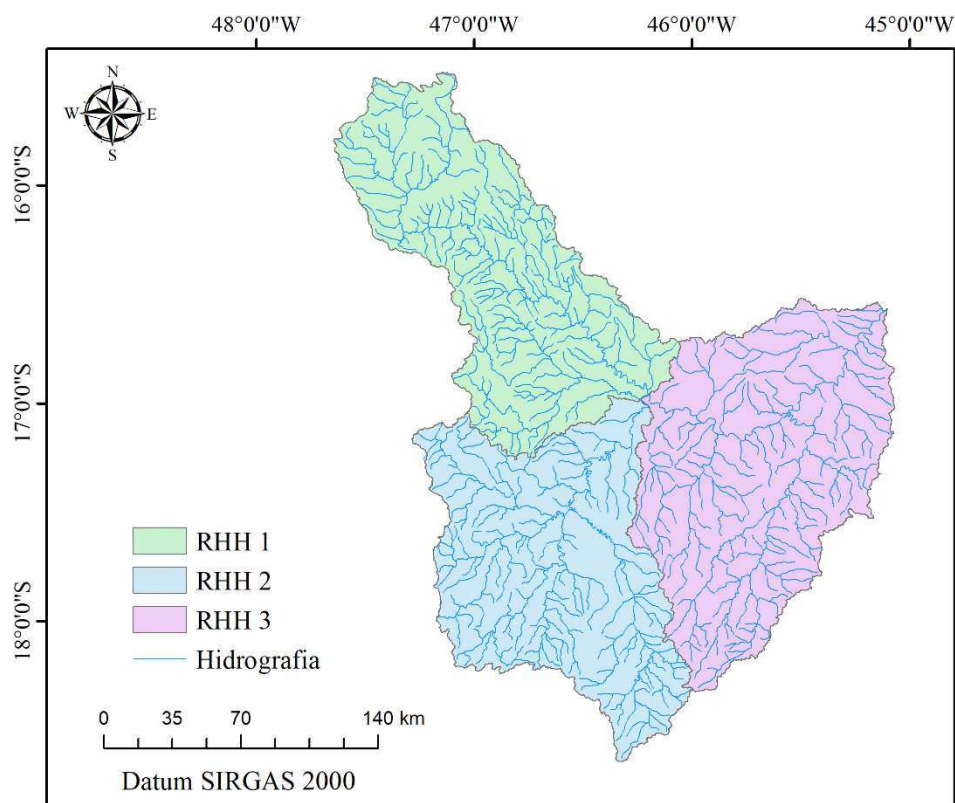 48°0'0"W 47°0'0"W 46°0'0"W 45°0'0"W
N
W E
S
16°0'0"S
17°0'0"S
18°0'0"S
RHH 1
RHH 2
RHH 3
Hidrografia
0 35 70 140 km
Datum SIRGAS 2000